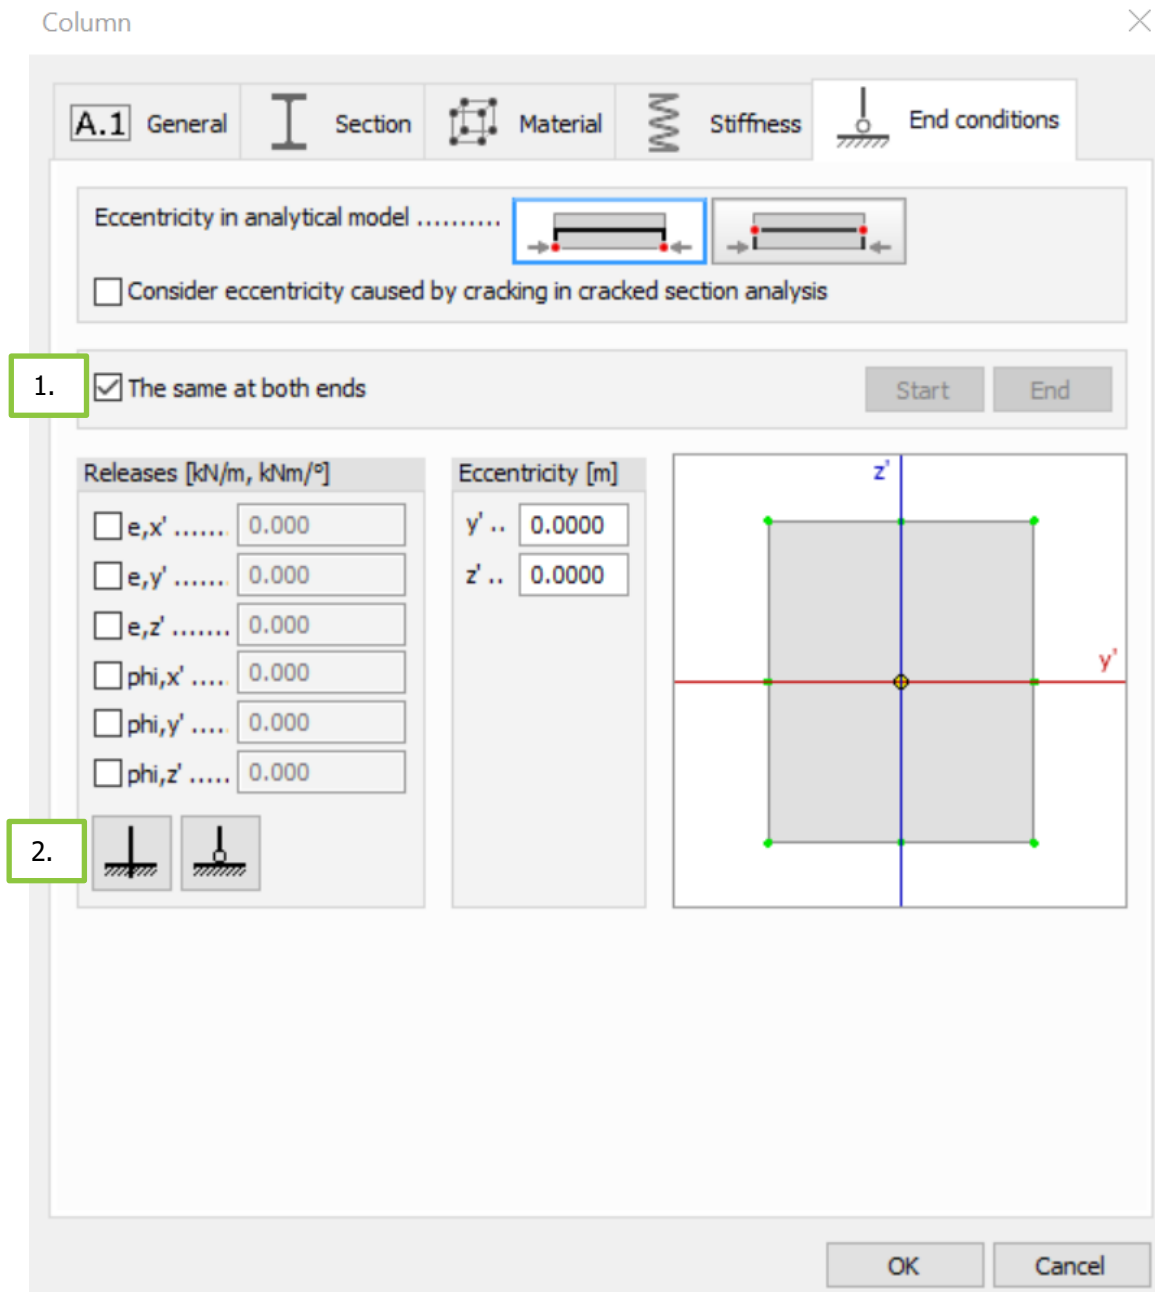 Column
A.1 General Section Material Stiffness End conditions
Eccentricity in analytical model ..........
Consider eccentricity caused by cracking in cracked section analysis
1.
The same at both ends Start End
Releases [kN/m, kNm/°]
e,x' ...... 0.000
e,y' ...... 0.000
e,z' ....... 0.000
phi,x' .... 0.000
phi,y' .... 0.000
phi,z' ..... 0.000
2.
Eccentricity [m]
y' .. 0.0000
z' .. 0.0000
z'
y'
OK Cancel